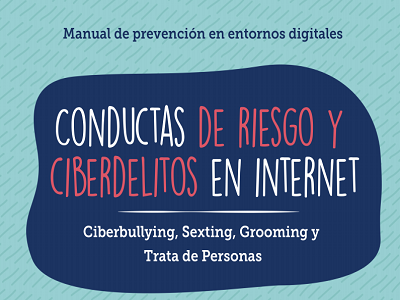 Manual de prevención en entornos digitales
CONDUCTAS DE RIESGO Y
CIBERDELITOS EN INTERNET
Ciberbullying, Sexting, Grooming y
Trata de Personas